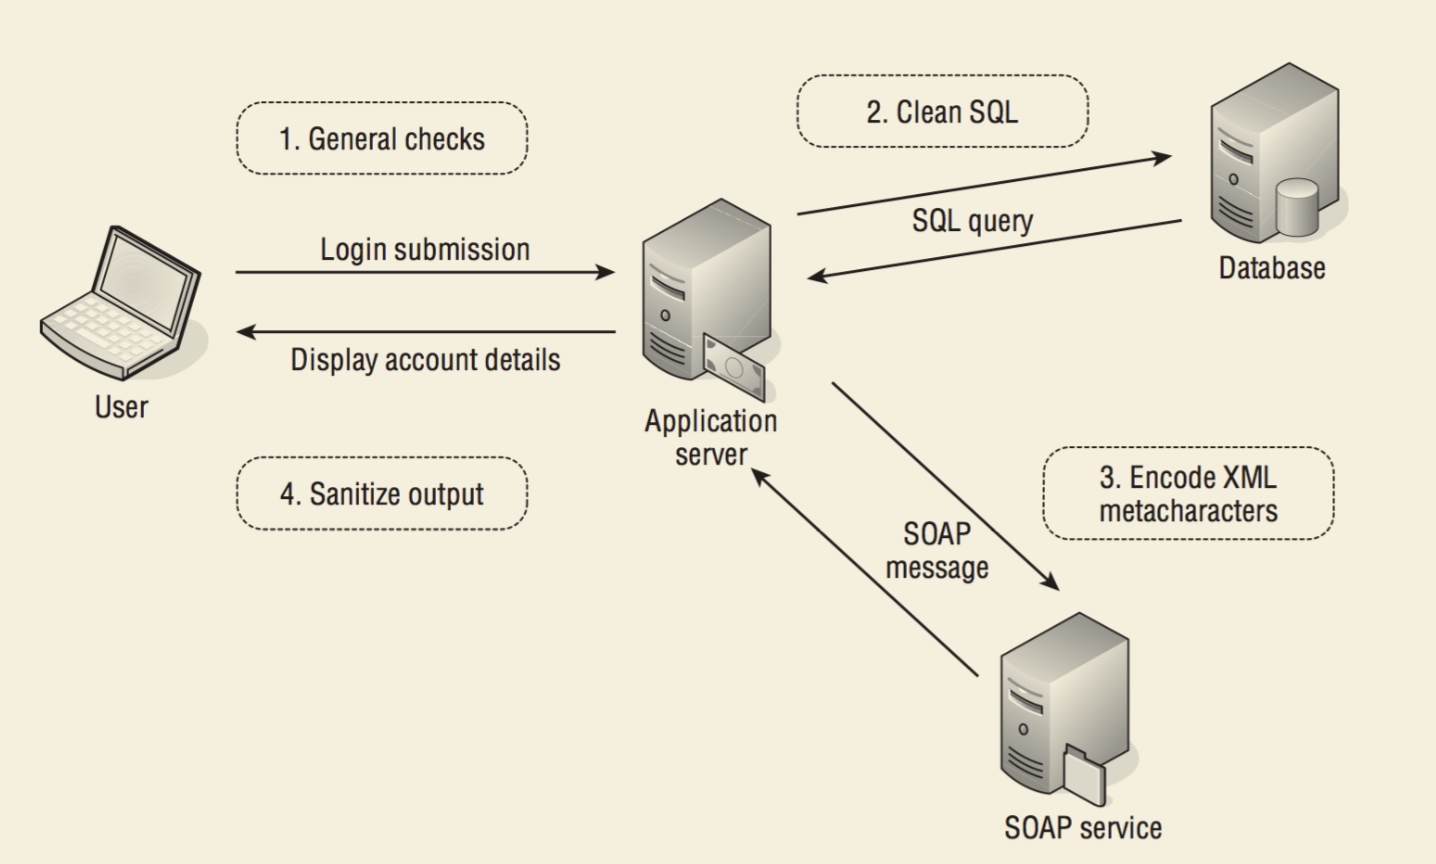 1. General checks
2. Clean SQL
Login submission
SQL query
Database
Display account details
User
Application
server
4. Sanitize output
3. Encode XML
metacharacters
SOAP
message
SOAP service